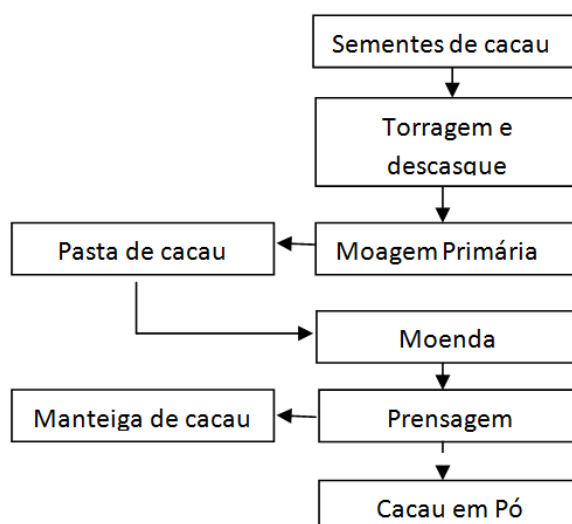 Sementes de cacau
Torragem e
descasque
Pasta de cacau
Moagem Primária
Moenda
Manteiga de cacau
Prensagem
Cacau em Pó